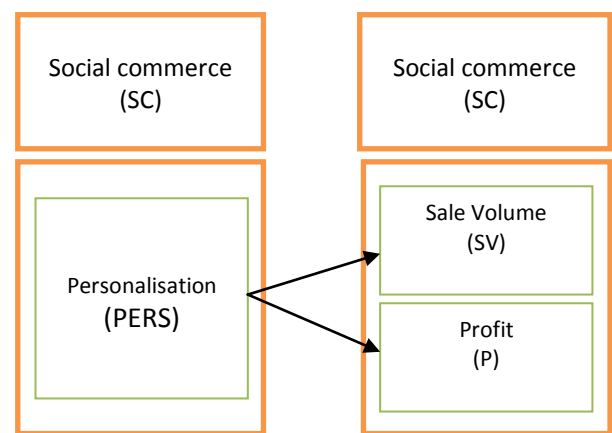 Social commerce
(SC)
Social commerce
(SC)
Personalisation
(PERS)
Sale Volume
(SV)
Profit
(P)